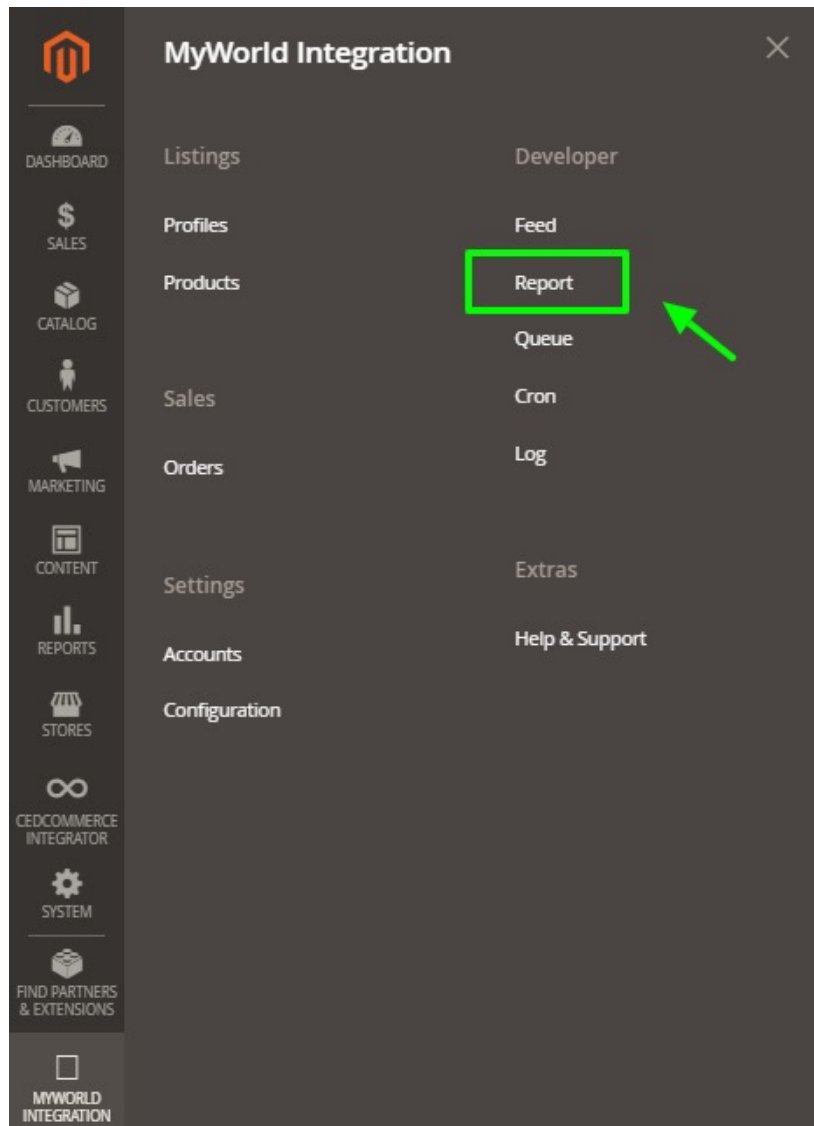 DASHBOARD
SALES
CATALOG
CUSTOMERS
MARKETING
CONTENT
REPORTS
STORES
CEDCOMMERCE
INTEGRATOR
SYSTEM
FIND PARTNERS
& EXTENSIONS
MYWORLD
INTEGRATION
MyWorld Integration
Listings
Profiles
Products
Sales
Orders
Settings
Accounts
Configuration
Developer
Feed
Report
Queue
Cron
Log
Extras
Help & Support